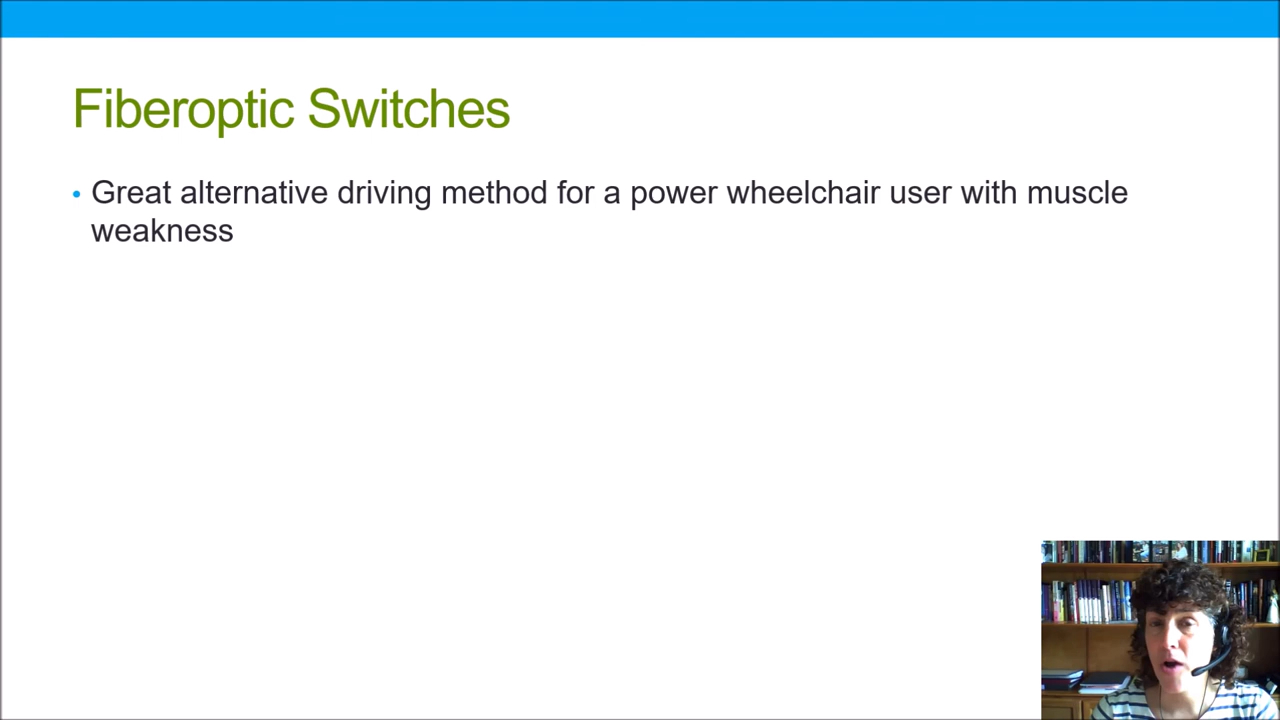 Fiberoptic Switches
• Great alternative driving method for a power wheelchair user with muscle
weakness